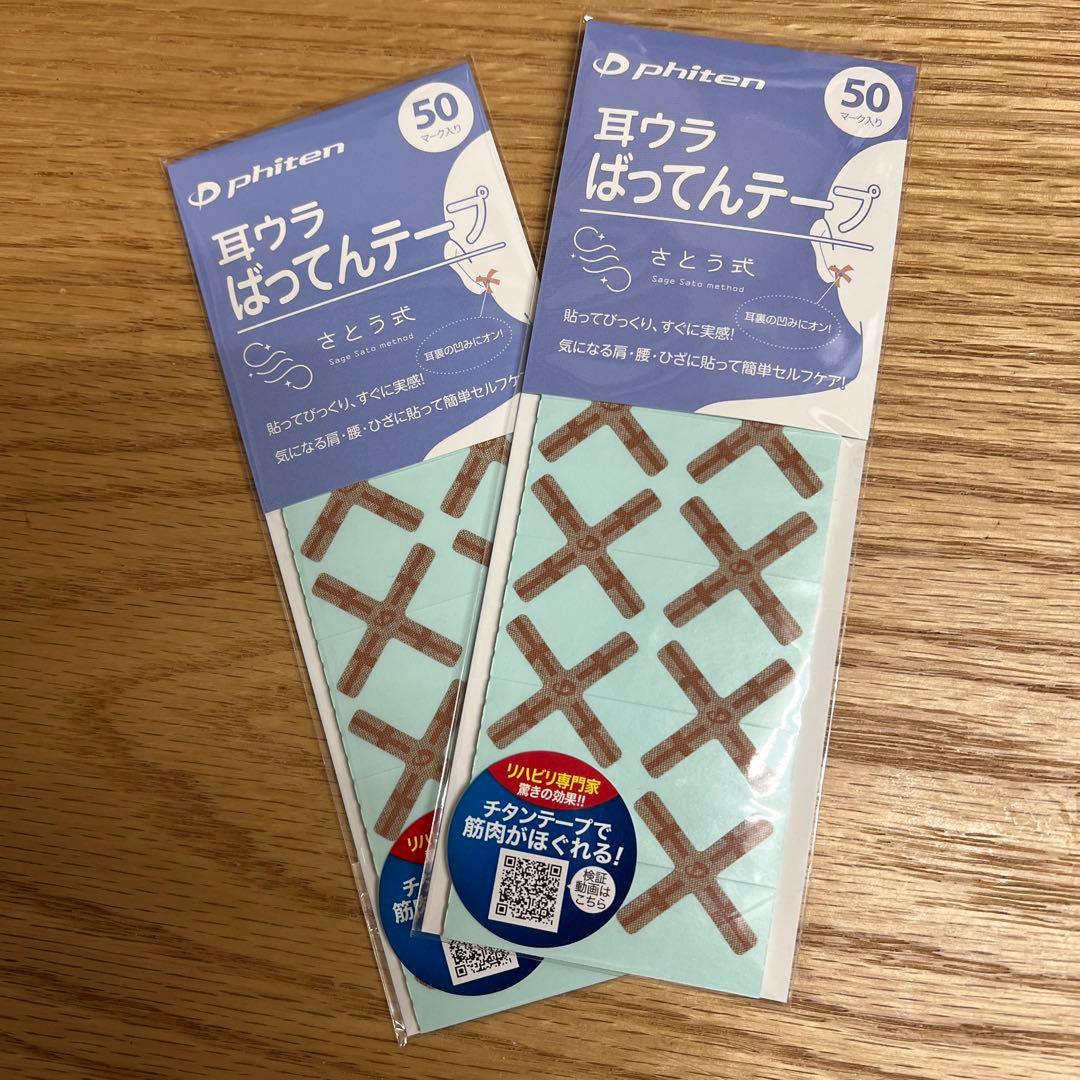 phiten
50
マーク入り
耳ウラ
ばってんテープ
さとう式
Sage Sato method
耳裏の凹みにオン!
貼ってびっくり、すぐに実感!
気になる肩・腰・ひざに貼って簡単セルフケ
リハ
チタ
筋肉
phiten
50
マーク入り
耳ウラ
ばってんテープ
さとう式
Sage Sato method
耳裏の凹みにオン!
貼ってびっくり、すぐに実感!
気になる肩・腰・ひざに貼って簡単セルフケア!
リハビリ専門家
驚きの効果!!
チタンテープで
筋肉がほぐれる!
検証
動画は
こちら